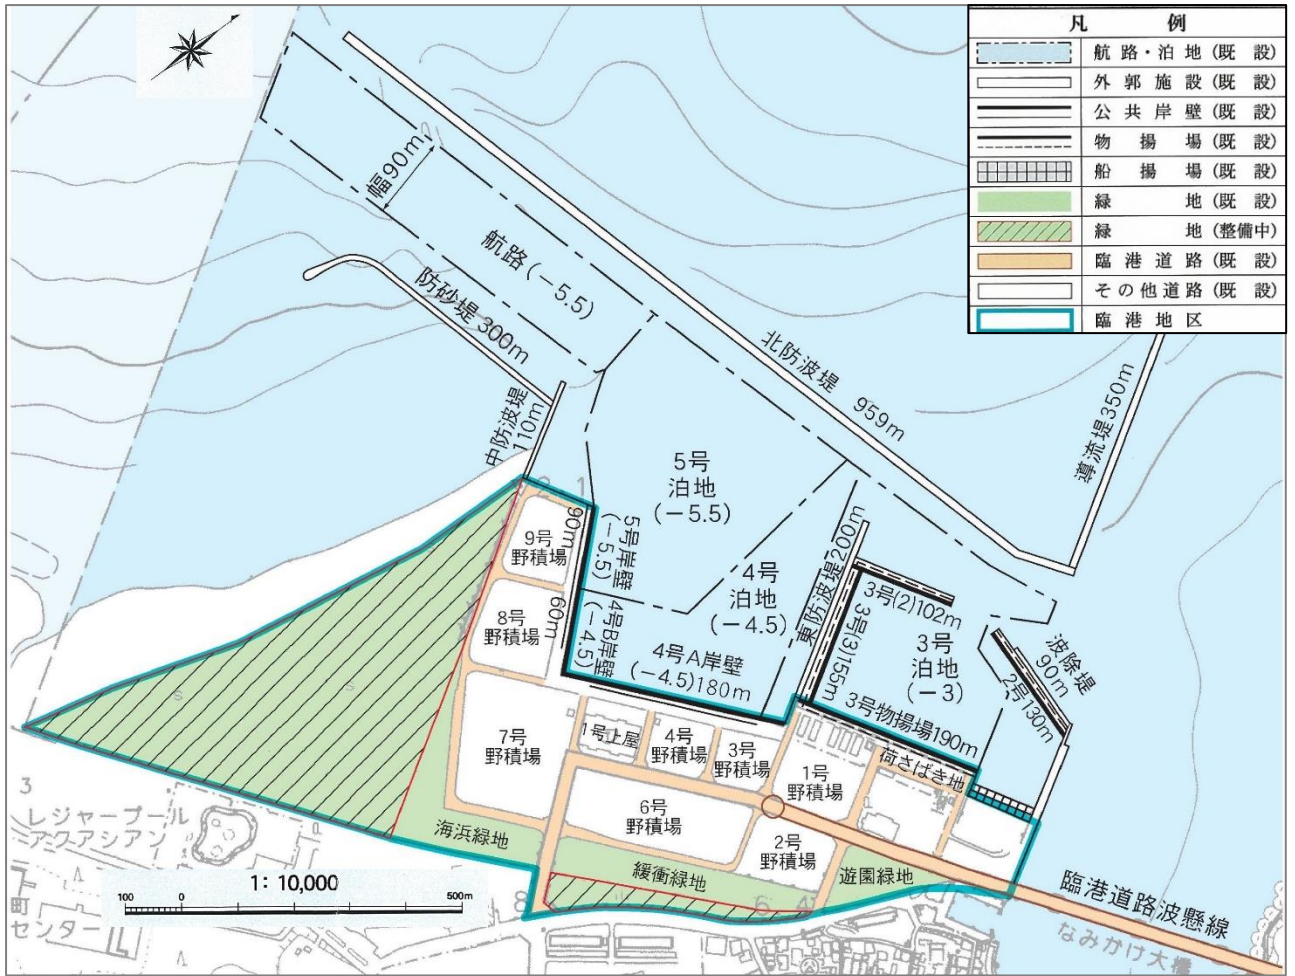 凡 例
航路・泊地(既 設)
外郭施設(既 設)
公共岸壁(既 設)
物揚場(既 設)
船揚場(既 設)
緑地(既 設)
緑地(整備中)
臨港道路(既 設)
その他道路(既 設)
臨港地区
幅90m
航路(-5.5)
防砂堤300m
北防波堤 959m
導流堤350m
中防波堤
110m
5号
泊地
(-5.5)
4号
泊地
(-4.5)
東防波堤200m
3号(2)102m
3号(3)155m
3号
泊地
(-3)
波除堤
90m
2号130m
2
1
90m
5号岸壁
(-5.5)
60m
4号B岸壁
(-4.5)
4号A岸壁
(-4.5)180m
3号物揚場190m
荷さばき地
9号
野積場
8号
野積場
7号
野積場
1号上屋
4号
野積場
3号
野積場
1号
野積場
6号
野積場
2号
野積場
海浜緑地
緩衝緑地
遊園緑地
s
s
3
レジャープール
アクアシアン
1: 10,000
100
0
500m
町
センター
8
6
4
臨港道路波懸線
なみかけ大橋